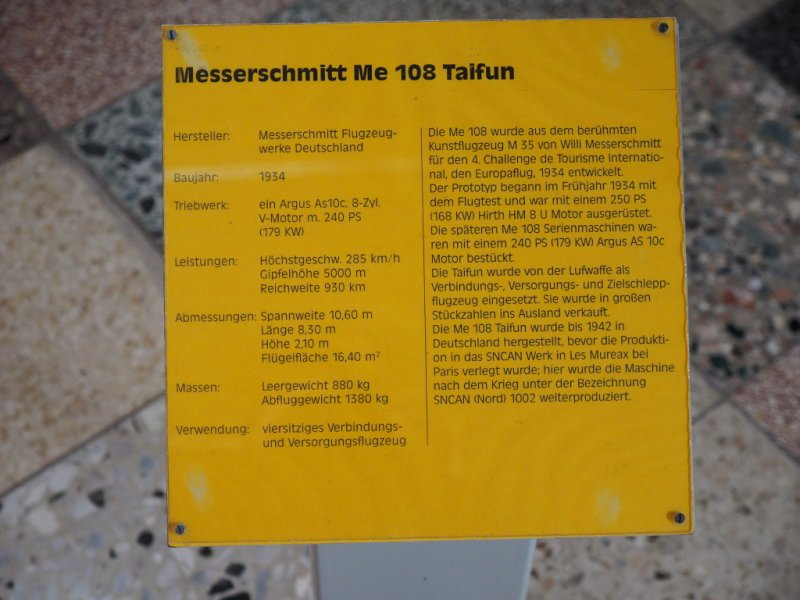 Messerschmitt Me 108 Taifun
Hersteller: Messerschmitt Flugzeug-
werke Deutschland
Baujahr: 1934
Triebwerk: ein Argus As10c, 8-Zyl.
V-Motor m. 240 PS
(179 KW)
Leistungen: Höchstgeschw. 285 km/h
Gipfelhöhe 5000 m
Reichweite 930 km
Abmessungen: Spannweite 10,60 m
Länge 8,30 m
Höhe 2,10 m
Flügelfläche 16,40 m²
Massen: Leergewicht 880 kg
Abfluggewicht 1380 kg
Verwendung: viersitziges Verbindungs-
und Versorgungsflugzeug
Die Me 108 wurde aus dem berühmten
Kunstflugzeug M 35 von Willi Messerschmitt
für den 4. Challenge de Tourisme Internatio-
nal, den Europaflug, 1934 entwickelt.
Der Prototyp begann im Frühjahr 1934 mit
dem Flugtest und war mit einem 250 PS
(168 KW) Hirth HM 8 U Motor ausgerüstet.
Die späteren Me 108 Serienmaschinen wa-
ren mit einem 240 PS (179 KW) Argus AS 10c
Motor bestückt.
Die Taifun wurde von der Lufwaffe als
Verbindungs-, Versorgungs- und Zielschlepp-
flugzeug eingesetzt. Sie wurde in großen
Stückzahlen ins Ausland verkauft.
Die Me 108 Taifun wurde bis 1942 in
Deutschland hergestellt, bevor die Produkti-
on in das SNCAN Werk in Les Mureax bei
Paris verlegt wurde; hier wurde die Maschine
nach dem Krieg unter der Bezeichnung
SNCAN (Nord) 1002 weiterproduziert.